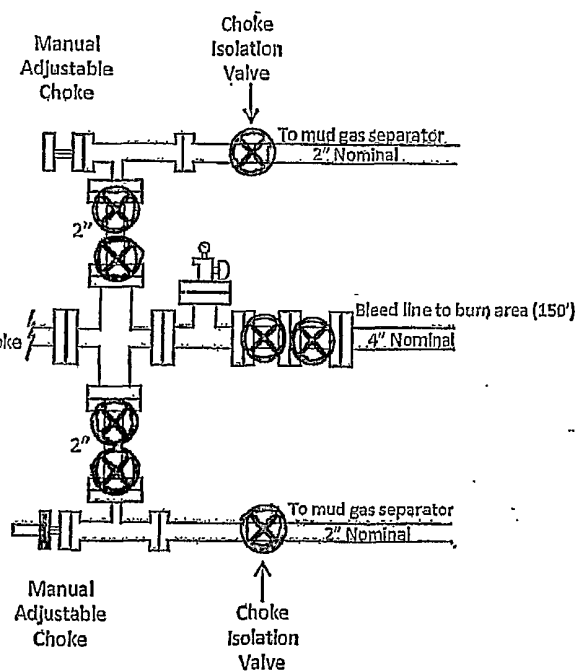 Manual
Adjustable
Choke
Choke
Isolation
Valve
To mud gas separator
2" Nominal
2"
Bleed line to burn area (150')
4" Nominal
2"
To mud gas separator
2" Nominal
Manual
Adjustable
Choke
Choke
Isolation
Valve